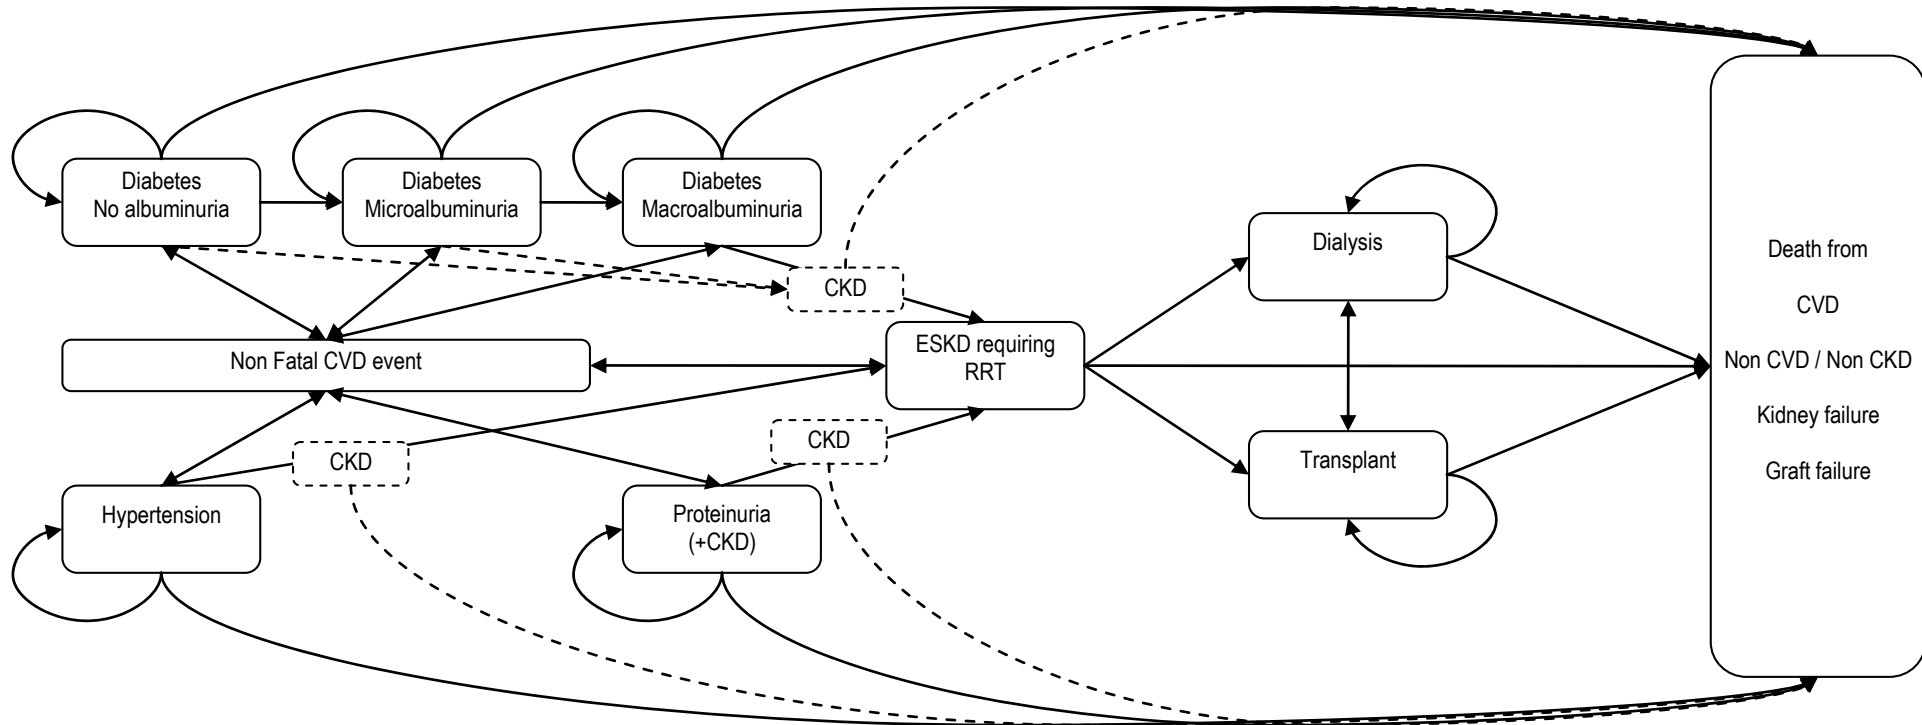 Diabetes
No albuminuria
Diabetes
Microalbuminuria
Diabetes
Macroalbuminuria
CKD
Non Fatal CVD event
ESKD requiring
RRT
CKD
CKD
Hypertension
Proteinuria
(+CKD)
Dialysis
Transplant
Death from
CVD
Non CVD / Non CKD
Kidney failure
Graft failure